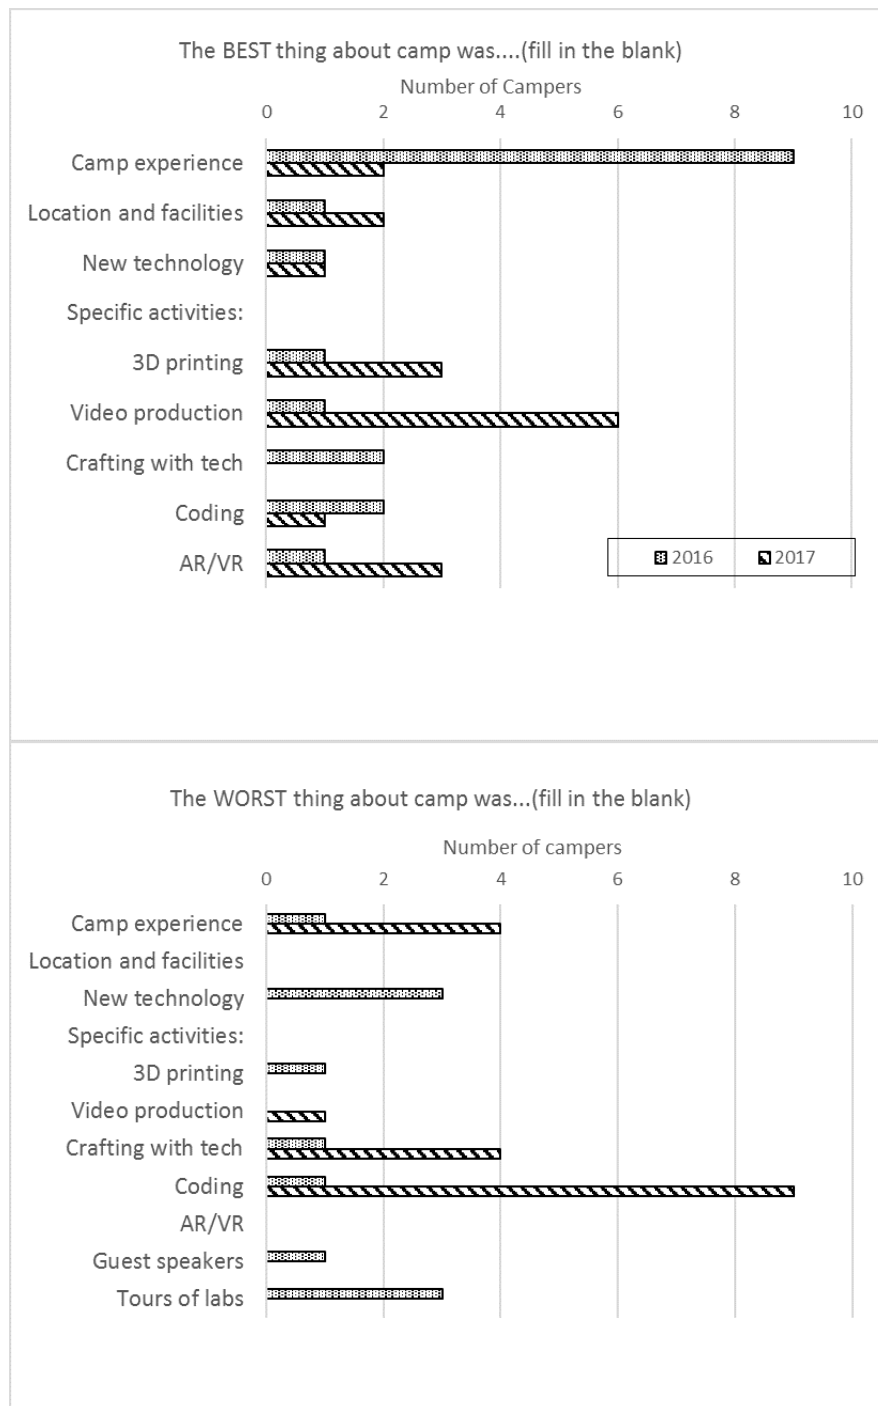 The BEST thing about camp was....(fill in the blank)
Number of Campers
0 2 4 6 8 10
Camp experience
Location and facilities
New technology
Specific activities:
3D printing
Video production
Crafting with tech
Coding
AR/VR
2016 2017
The WORST thing about camp was...(fill in the blank)
Number of campers
0 2 4 6 8 10
Camp experience
Location and facilities
New technology
Specific activities:
3D printing
Video production
Crafting with tech
Coding
AR/VR
Guest speakers
Tours of labs